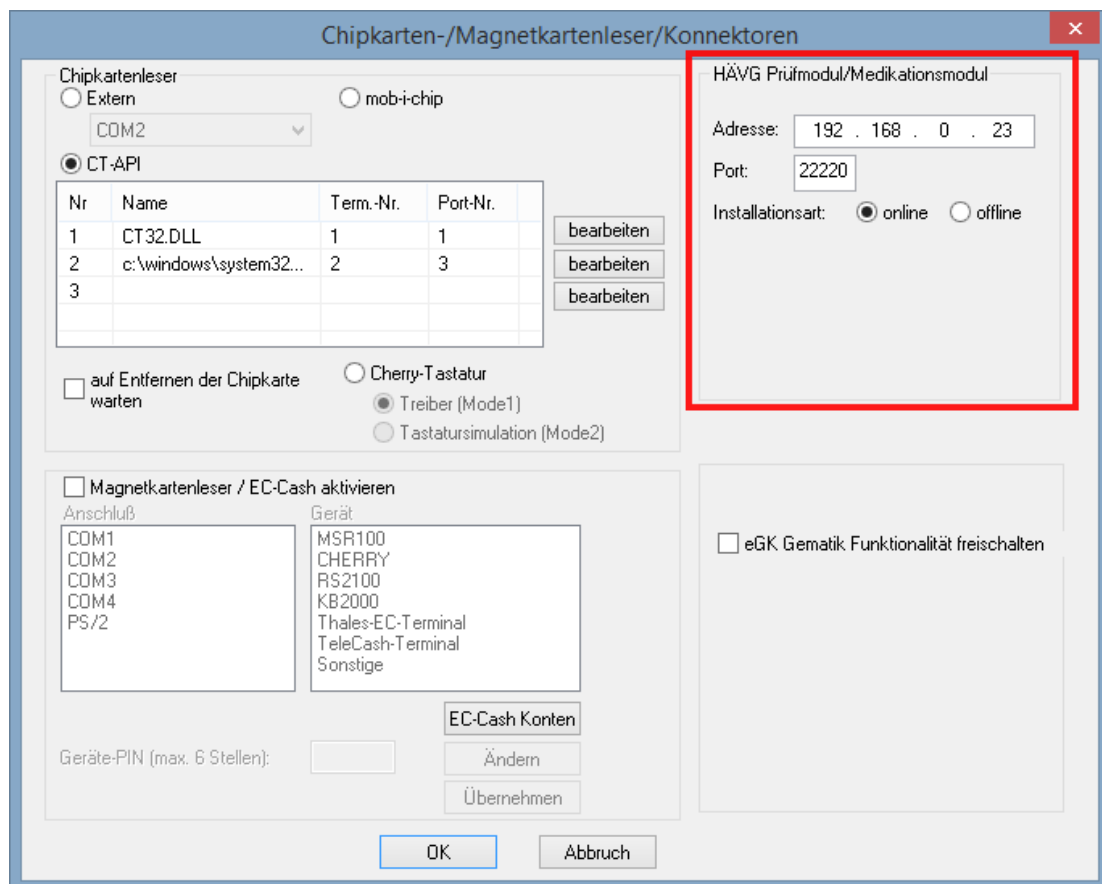 Chipkarten-/Magnetkartenleser/Konnektoren
Chipkartenleser
Extern
mob-i-chip
COM2
CT-API
Nr Name Term.-Nr. Port-Nr.
1 CT32.DLL 1 1
bearbeiten
2 c:\windows\system32... 2 3
bearbeiten
3
bearbeiten
auf Entfernen der Chipkarte
warten
Cherry-Tastatur
Treiber (Mode1)
Tastatursimulation (Mode2)
HÄVG Prüfmodul/Medikationsmodul
Adresse: 192 . 168 . 0 . 23
Port: 22220
Installationsart: online offline
Magnetkartenleser / EC-Cash aktivieren
Anschluß
COM1
COM2
COM3
COM4
PS/2
Gerät
MSR100
CHERRY
RS2100
KB2000
Thales-EC-Terminal
TeleCash-Terminal
Sonstige
EC-Cash Konten
Geräte-PIN (max. 6 Stellen):
Ändern
Übernehmen
eGK Gematik Funktionalität freischalten
OK Abbruch